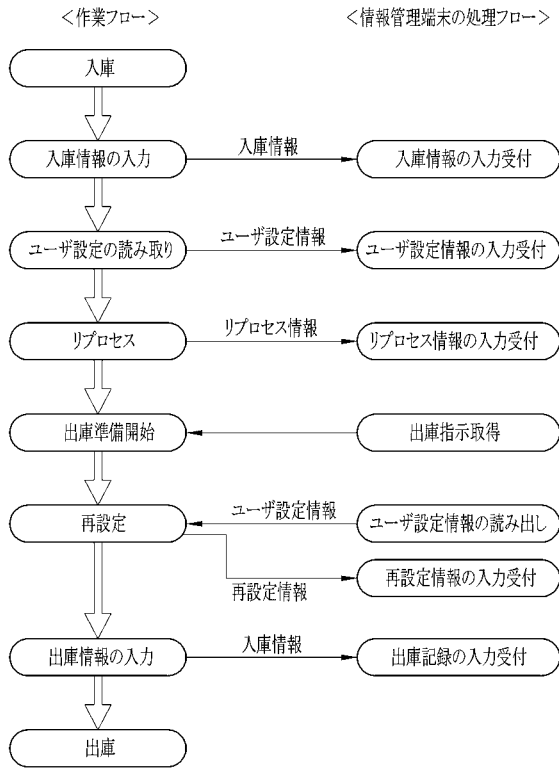 ＜作業フロー＞
＜情報管理端末の処理フロー＞
入庫
入庫情報の入力
入庫情報
入庫情報の入力受付
ユーザ設定の読み取り
ユーザ設定情報
ユーザ設定情報の入力受付
リプロセス
リプロセス情報
リプロセス情報の入力受付
出庫準備開始
出庫指示取得
再設定
ユーザ設定情報
ユーザ設定情報の読み出し
再設定情報
再設定情報の入力受付
出庫情報の入力
入庫情報
出庫記録の入力受付
出庫